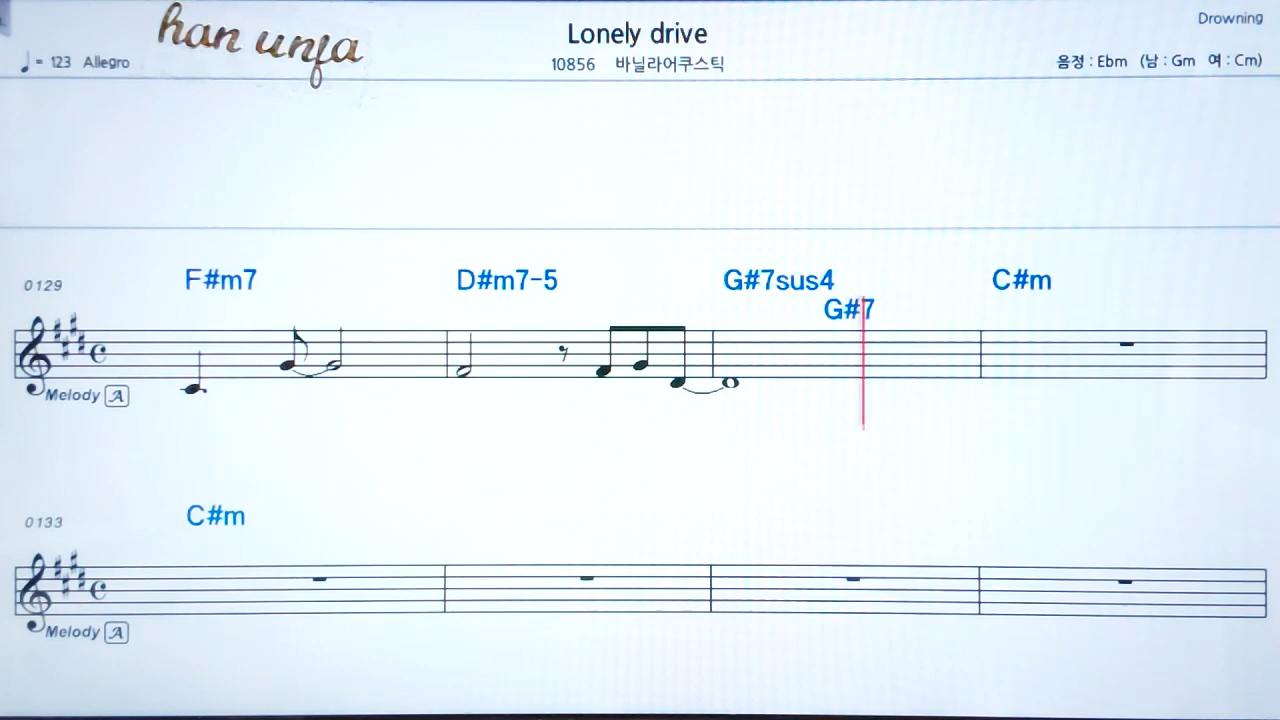 han unfa
Lonely drive
Drowning
♩= 123 Allegro
10856 바닐라어쿠스틱
음정 : Ebm (남 : Gm 여 : Cm)
0129
F#m7 D#m7-5 G#7sus4 C#m
G#7
Melody A
0133
C#m
Melody A